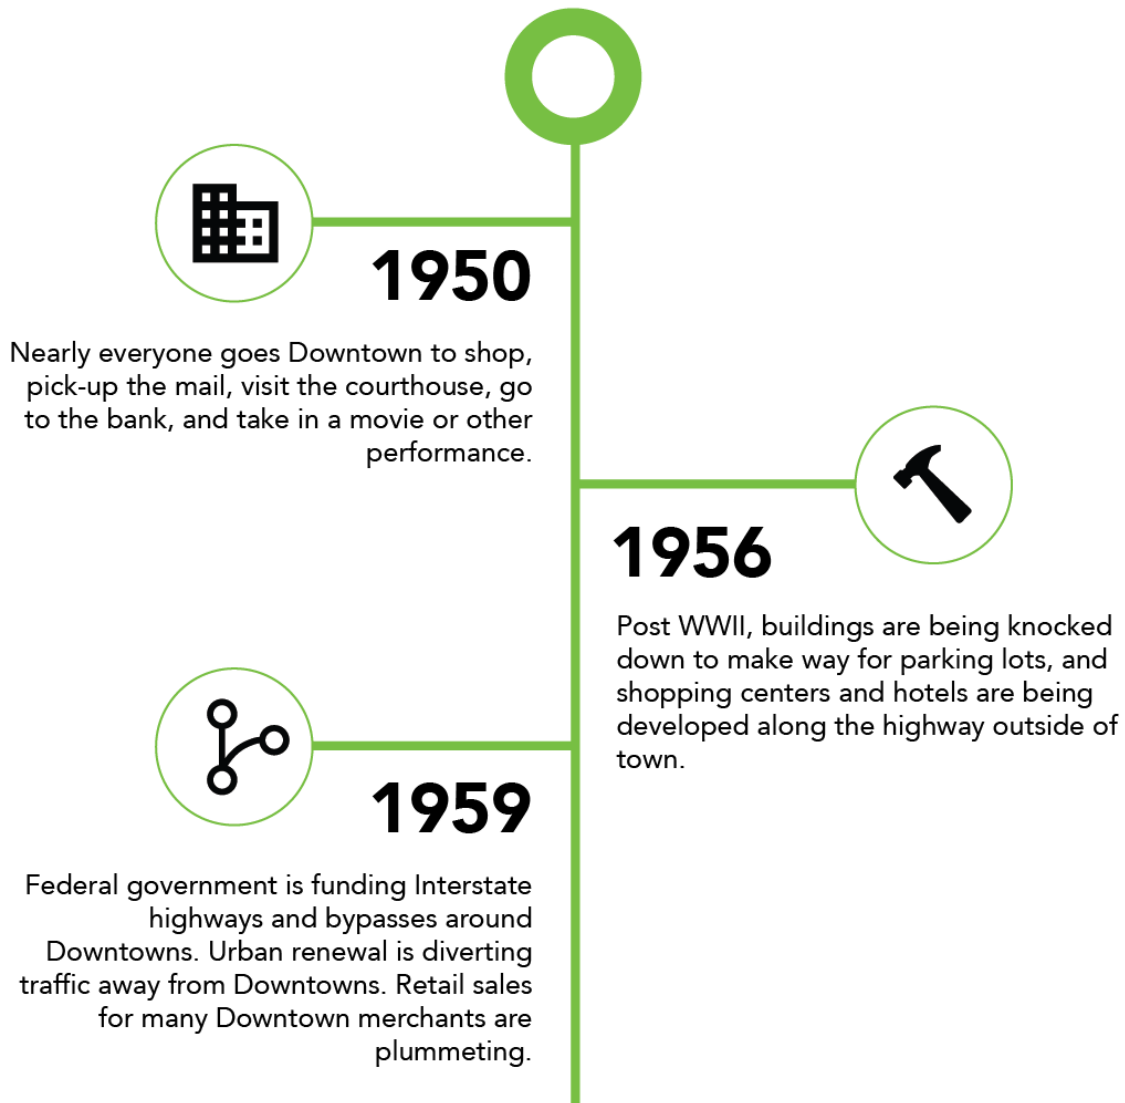 1950
Nearly everyone goes Downtown to shop,
pick-up the mail, visit the courthouse, go
to the bank, and take in a movie or other
performance.
1956
Post WWII, buildings are being knocked
down to make way for parking lots, and
shopping centers and hotels are being
developed along the highway outside of
town.
1959
Federal government is funding Interstate
highways and bypasses around
Downtowns. Urban renewal is diverting
traffic away from Downtowns. Retail sales
for many Downtown merchants are
plummeting.